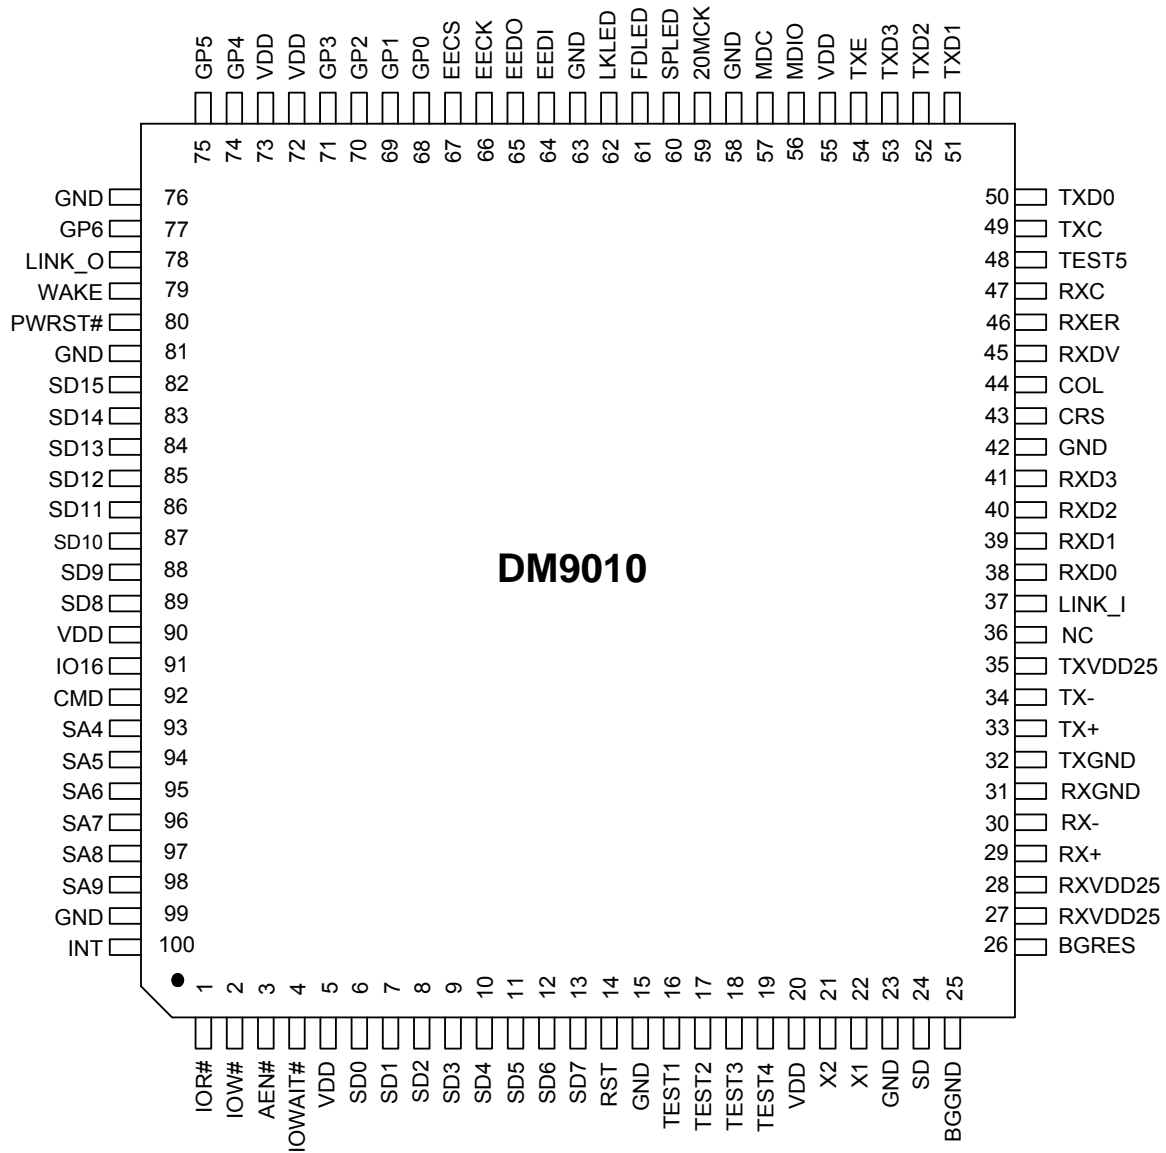 GP5 GP4 VDD VDD GP3 GP2 GP1 GP0 EECS EECK EEDO EEDI GND LKLED FDLED SPLED 20MCK GND MDC MDIO VDD TXE TXD3 TXD2 TXD1
75 74 73 72 71 70 69 68 67 66 65 64 63 62 61 60 59 58 57 56 55 54 53 52 51
GND 76 50 TXD0
GP6 77 49 TXC
LINK_O 78 48 TEST5
WAKE 79 47 RXC
PWRST# 80 46 RXER
GND 81 45 RXDV
SD15 82 44 COL
SD14 83 43 CRS
SD13 84 42 GND
SD12 85 41 RXD3
SD11 86 40 RXD2
SD10 87 39 RXD1
DM9010
SD9 88 38 RXD0
SD8 89 37 LINK_I
VDD 90 36 NC
IO16 91 35 TXVDD25
CMD 92 34 TX-
SA4 93 33 TX+
SA5 94 32 TXGND
SA6 95 31 RXGND
SA7 96 30 RX-
SA8 97 29 RX+
SA9 98 28 RXVDD25
GND 99 27 RXVDD25
INT 100 26 BGRES
1 2 3 4 5 6 7 8 9 10 11 12 13 14 15 16 17 18 19 20 21 22 23 24 25
IOR# IOW# AEN# IOWAIT# VDD SD0 SD1 SD2 SD3 SD4 SD5 SD6 SD7 RST GND TEST1 TEST2 TEST3 TEST4 VDD X2 X1 GND SD BGGND